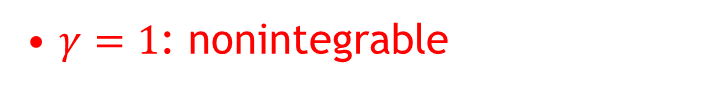 • γ = 1: nonintegrable